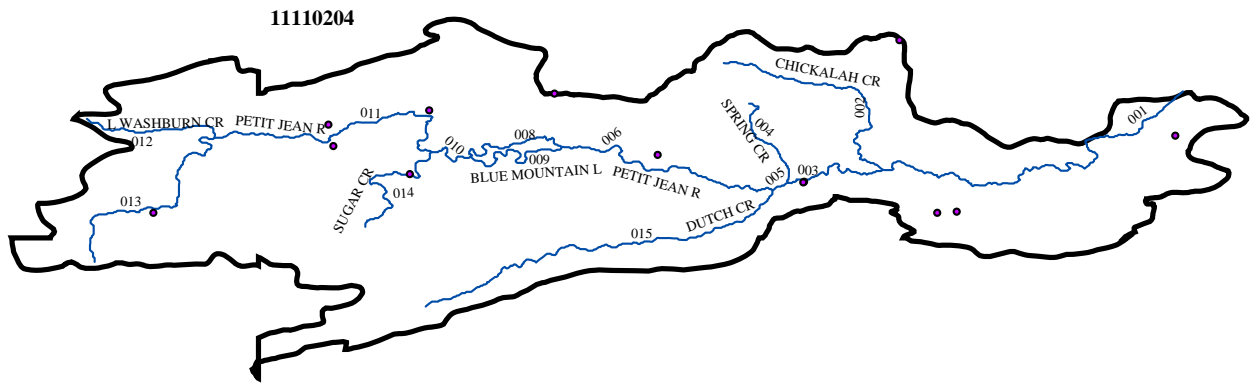 11110204
CHICKALAH CR
001
002
011
L WASHBURN CR
PETIT JEAN R
SPRING CR
004
012
008
006
010
009
BLUE MOUNTAIN L
PETIT JEAN R
005
003
SUGAR CR
014
013
DUTCH CR
015